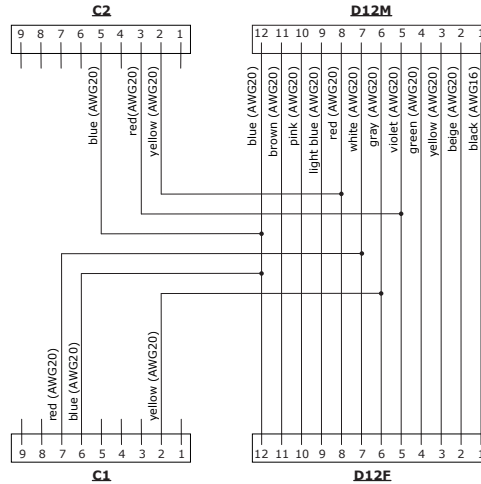 C2
D12M
9 8 7 6 5 4 3 2 1
12 11 10 9 8 7 6 5 4 3 2 1
blue (AWG20)
red(AWG20)
yellow (AWG20)
blue (AWG20)
brown (AWG20)
pink (AWG20)
light blue (AWG20)
red (AWG20)
white (AWG20)
gray (AWG20)
violet (AWG20)
green (AWG20)
yellow (AWG20)
beige (AWG20)
black (AWG16)
red (AWG20)
blue (AWG20)
yellow (AWG20)
9 8 7 6 5 4 3 2 1
12 11 10 9 8 7 6 5 4 3 2 1
C1
D12F